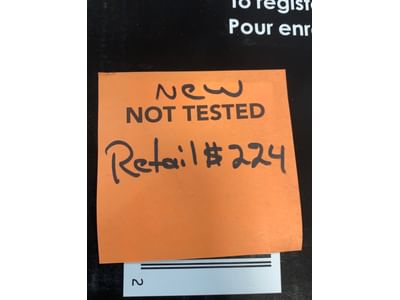 To regist
Pour enr
New
NOT TESTED
Retail $224
2